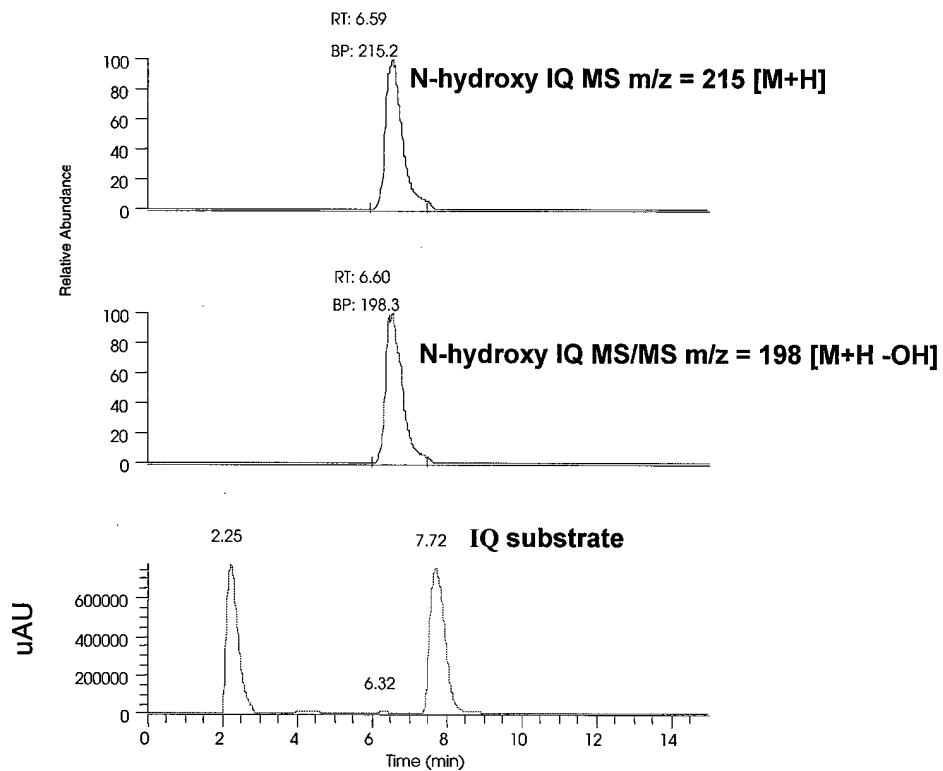 RT: 6.59
BP: 215.2
N-hydroxy IQ MS m/z = 215 [M+H]
100
80
60
40
20
0
Relative Abundance
RT: 6.60
BP: 198.3
N-hydroxy IQ MS/MS m/z = 198 [M+H -OH]
100
80
60
40
20
0
2.25
7.72
IQ substrate
600000
400000
200000
0
uAU
6.32
0 2 4 6 8 10 12 14
Time (min)